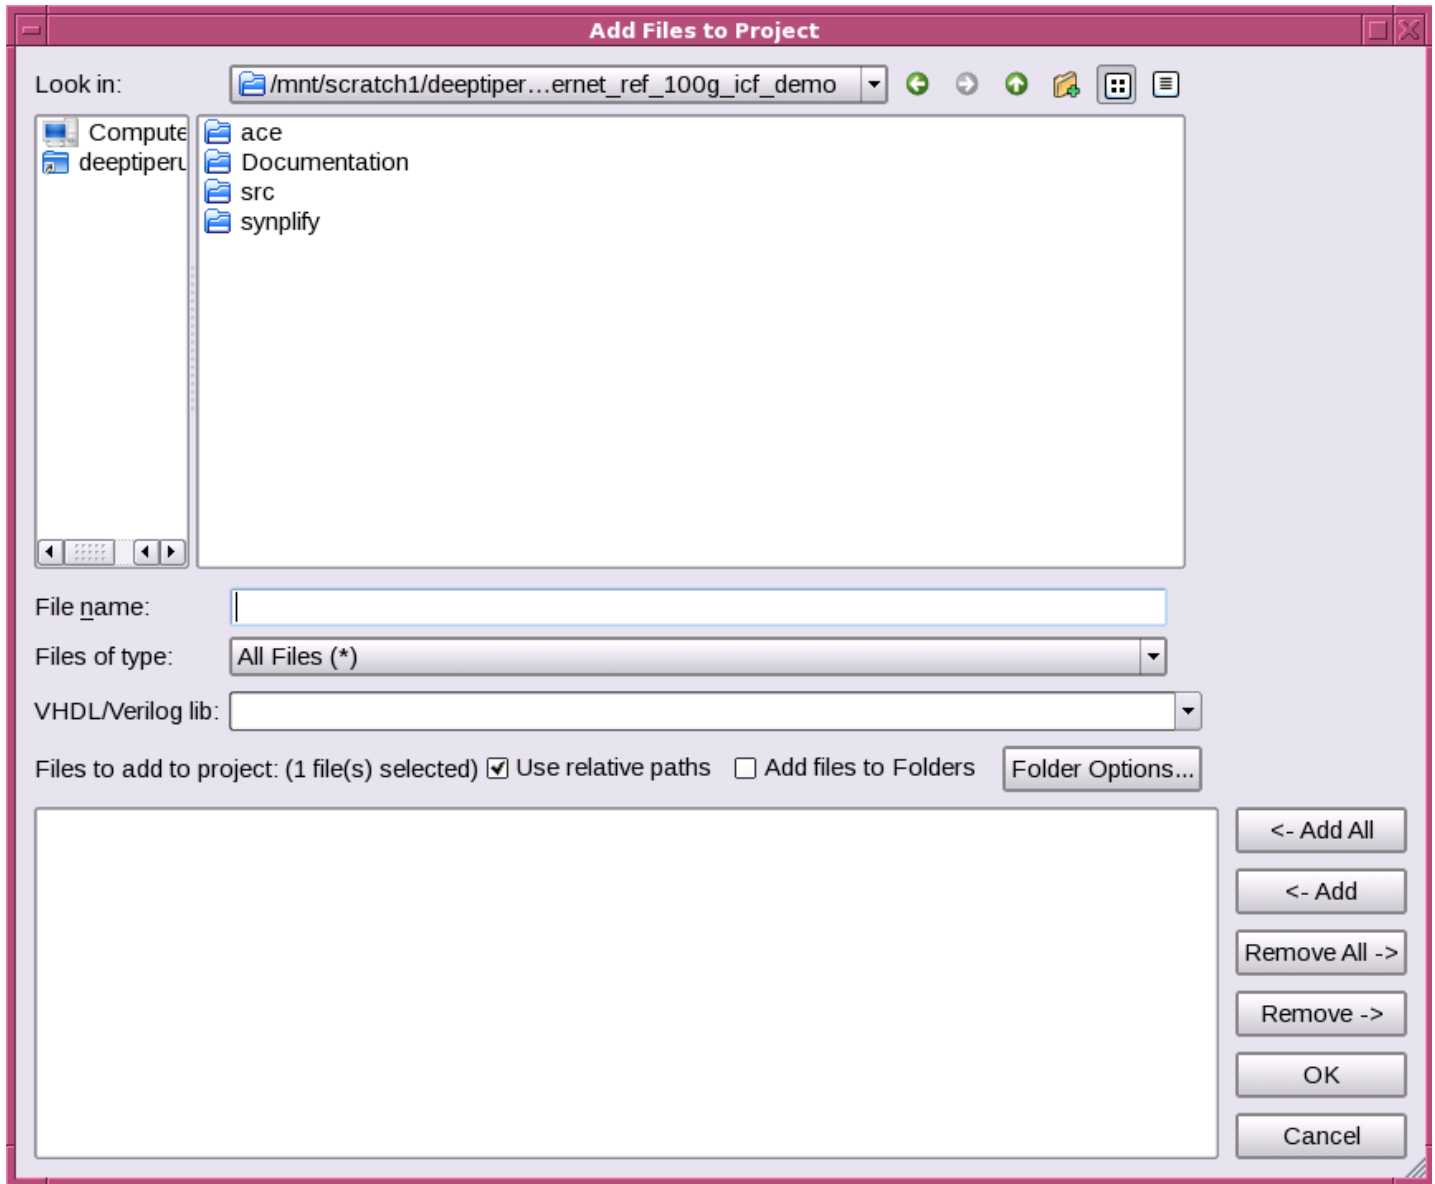 Add Files to Project
Look in: /mnt/scratch1/deeptiper...ernet_ref_100g_icf_demo
Compute
deeptiperu
ace
Documentation
src
synplify
File name:
Files of type: All Files (*)
VHDL/Verilog lib:
Files to add to project: (1 file(s) selected) Use relative paths Add files to Folders Folder Options...
<- Add All
<- Add
Remove All ->
Remove ->
OK
Cancel